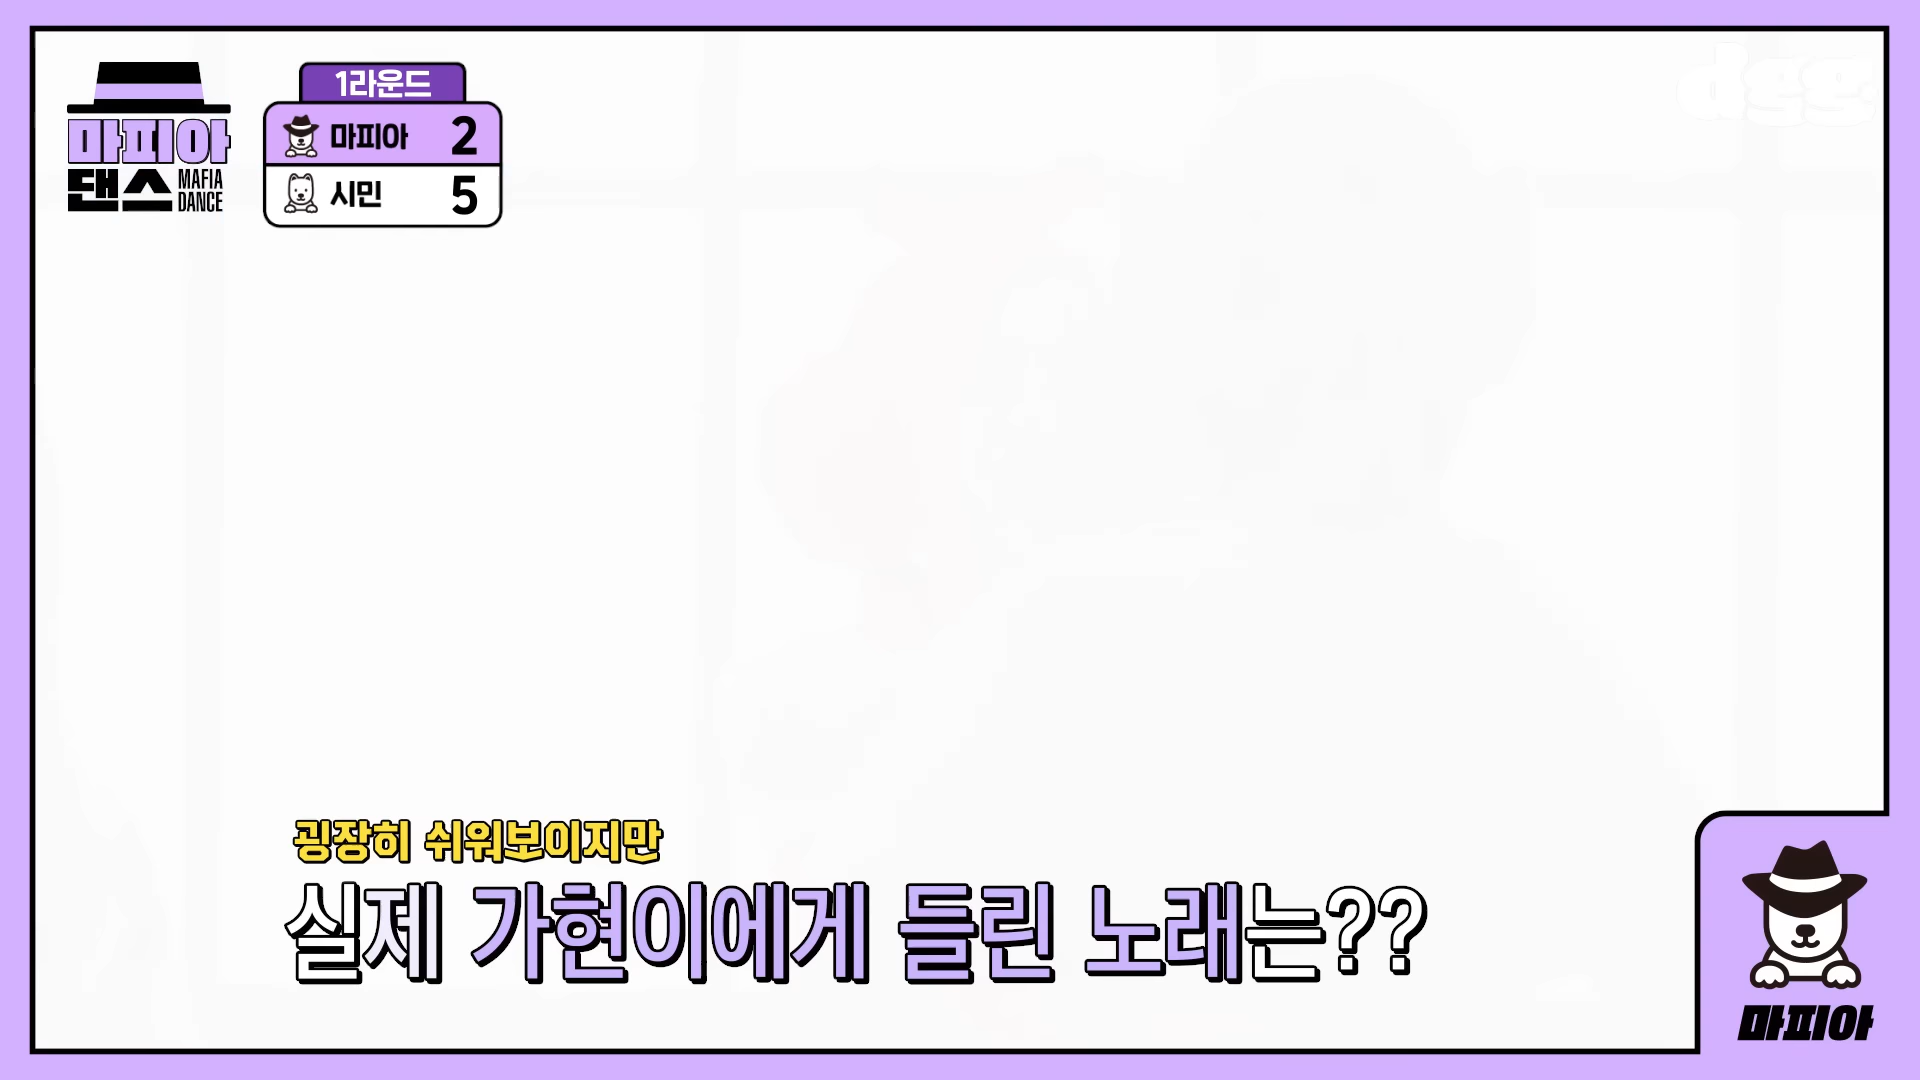 마피아
댄스 MAFIA DANCE
1라운드
마피아 2
시민 5
dgg
굉장히 쉬워보이지만
실제 가현이에게 들린 노래는??
마피아